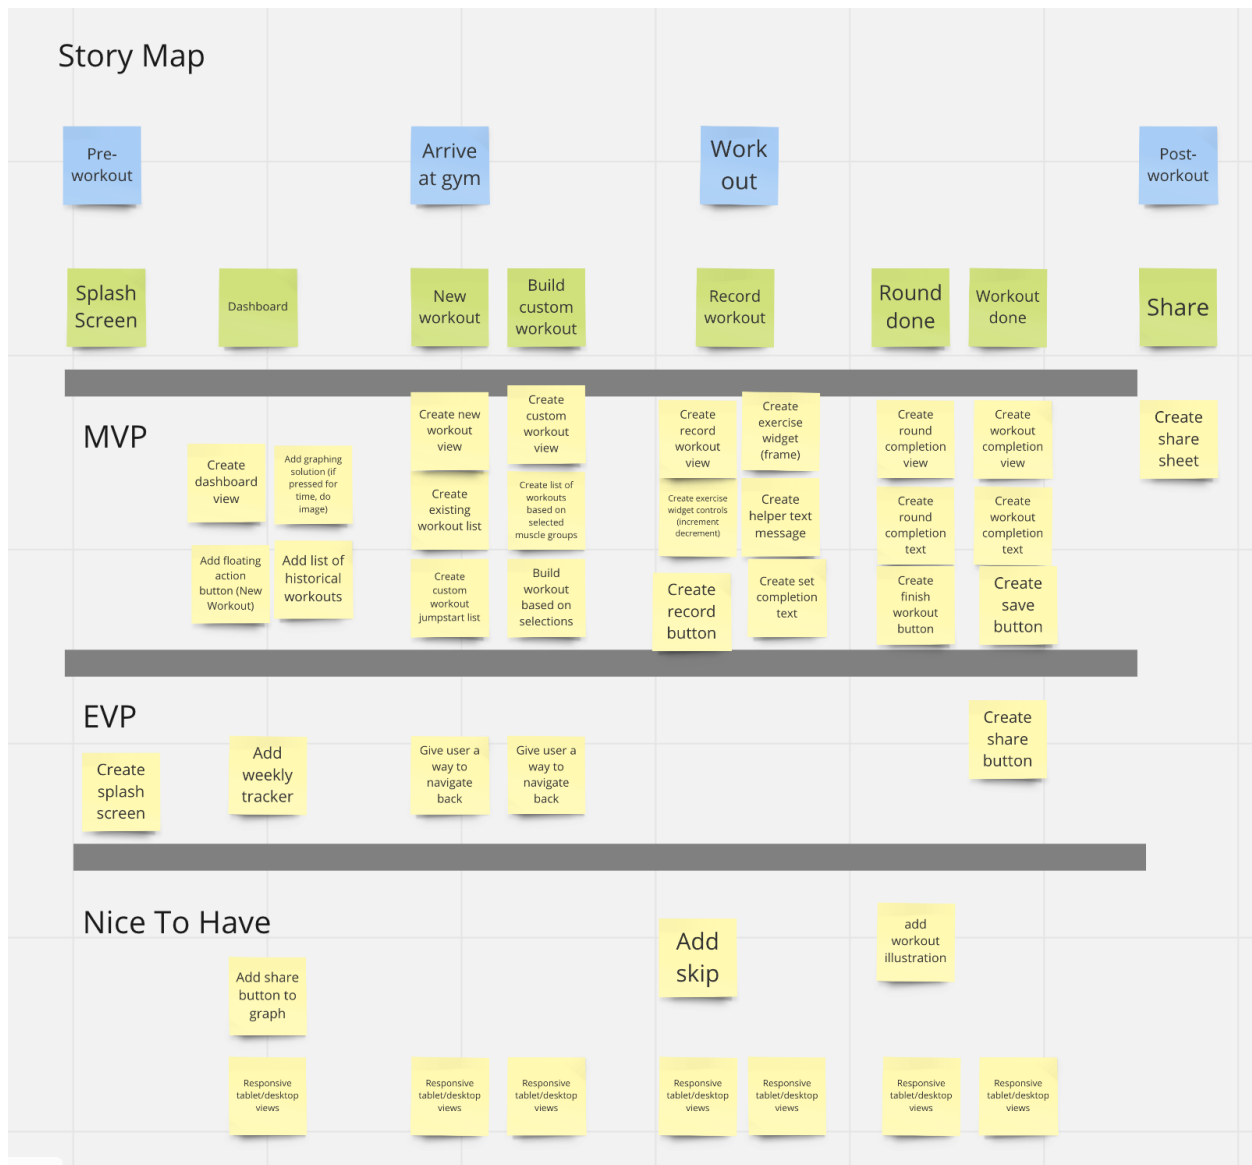 Story Map
Pre-
workout
Arrive
at gym
Work
out
Post-
workout
Splash
Screen
Dashboard
New
workout
Build
custom
workout
Record
workout
Round
done
Workout
done
Share
MVP
Create
dashboard
view
Add graphing
solution (if
pressed for
time, do
image)
Add floating
action
button (New
Workout)
Add list of
historical
workouts
Create new
workout
view
Create
custom
workout
view
Create
existing
workout list
Create list of
workouts
based on
selected
muscle groups
Create
custom
workout
jumpstart list
Build
workout
based on
selections
Create
record
workout
view
Create
exercise
widget
(frame)
Create exercise
widget controls
(increment
decrement)
Create
helper text
message
Create
record
button
Create set
completion
text
Create
round
completion
view
Create
workout
completion
view
Create
round
completion
text
Create
workout
completion
text
Create
finish
workout
button
Create
save
button
Create
share
sheet
EVP
Create
splash
screen
Add
weekly
tracker
Give user a
way to
navigate
back
Give user a
way to
navigate
back
Create
share
button
Nice To Have
Add share
button to
graph
Add
skip
add
workout
illustration
Responsive
tablet/desktop
views
Responsive
tablet/desktop
views
Responsive
tablet/desktop
views
Responsive
tablet/desktop
views
Responsive
tablet/desktop
views
Responsive
tablet/desktop
views
Responsive
tablet/desktop
views